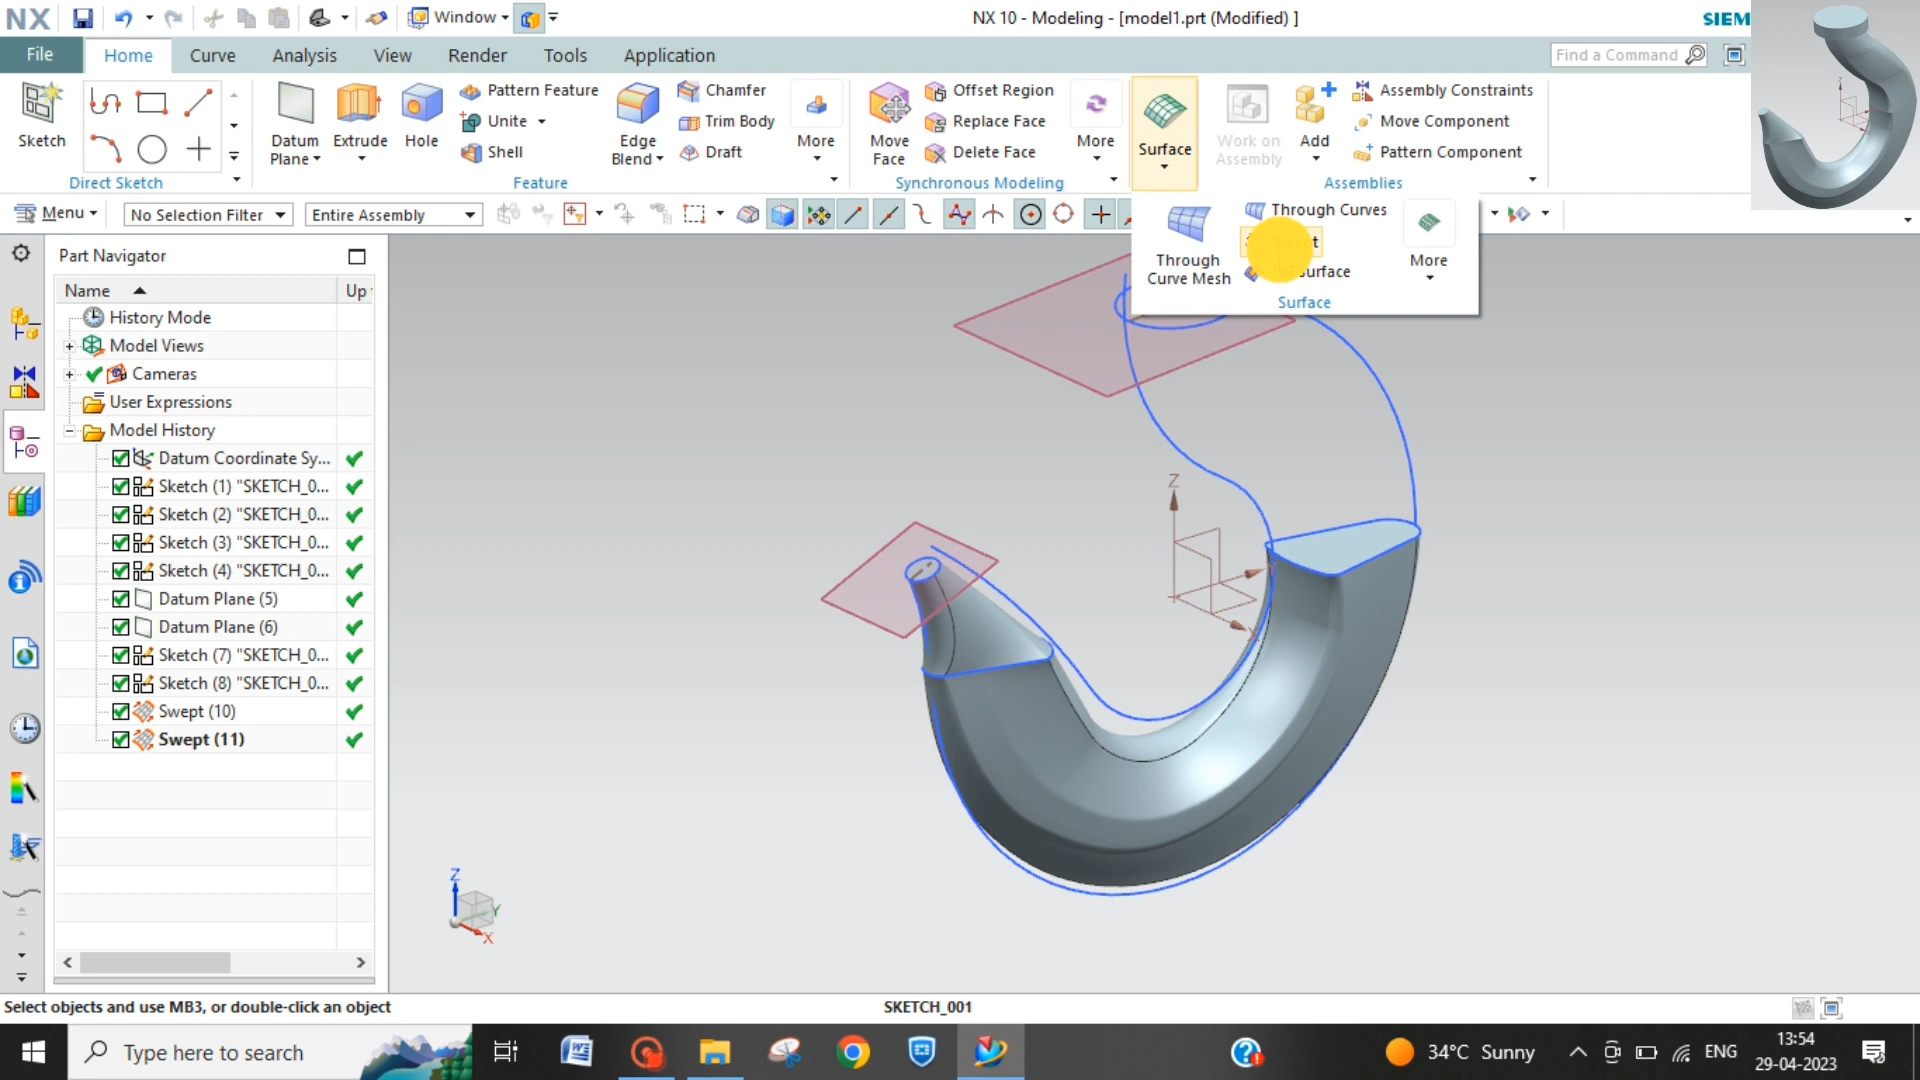 NX
Window
NX 10 - Modeling - [model1.prt (Modified) ]
SIEM
File
Home
Curve
Analysis
View
Render
Tools
Application
Find a Command
Sketch
Direct Sketch
Datum
Plane
Extrude
Hole
Pattern Feature
Unite
Shell
Edge
Blend
Chamfer
Trim Body
Draft
More
Feature
Move
Face
Offset Region
Replace Face
Delete Face
More
Synchronous Modeling
Surface
Work on
Assembly
Add
Assembly Constraints
Move Component
Pattern Component
Assemblies
Menu
No Selection Filter
Entire Assembly
Through
Curve Mesh
Through Curves
More
Surface
Part Navigator
Name
Up
History Mode
Model Views
Cameras
User Expressions
Model History
Datum Coordinate Sy...
Sketch (1) "SKETCH_0...
Sketch (2) "SKETCH_0...
Sketch (3) "SKETCH_0...
Sketch (4) "SKETCH_0...
Datum Plane (5)
Datum Plane (6)
Sketch (7) "SKETCH_0...
Sketch (8) "SKETCH_0...
Swept (10)
Swept (11)
Z
Z
Y
X
Select objects and use MB3, or double-click an object
SKETCH_001
Type here to search
34°C Sunny
ENG
13:54
29-04-2023